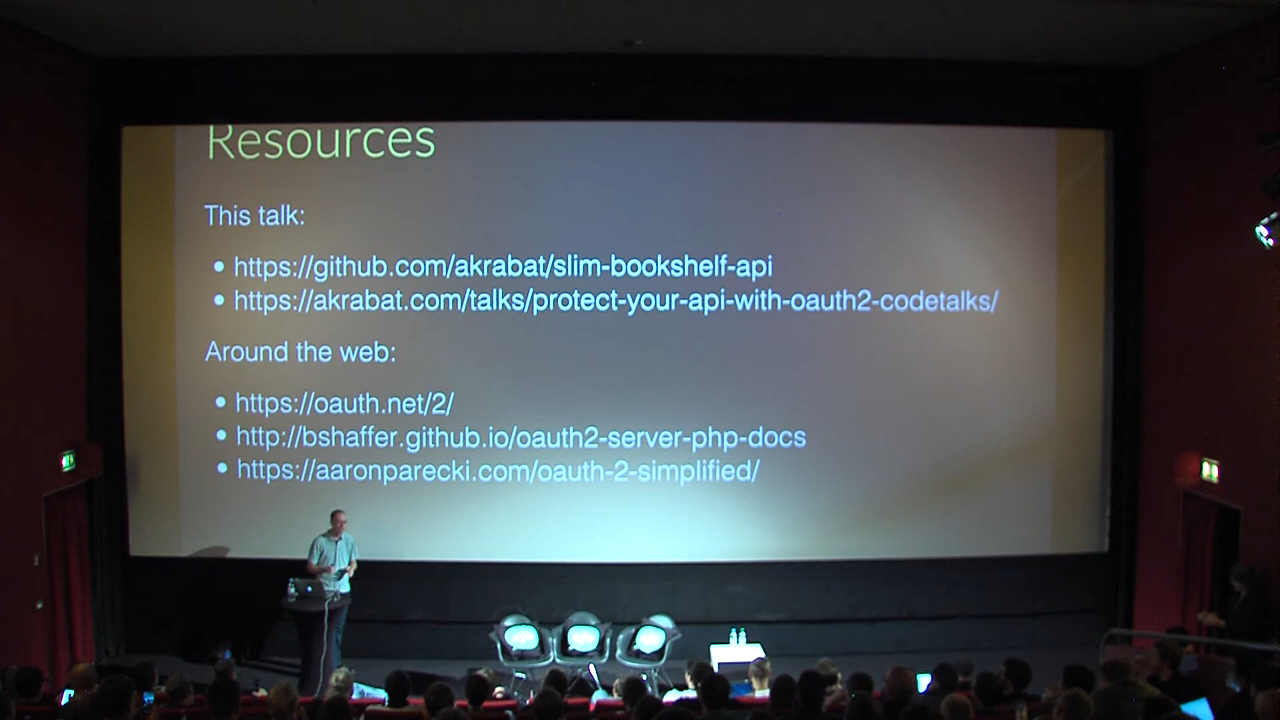 Resources
This talk:
• https://github.com/akrabat/slim-bookshelf-api
• https://akrabat.com/talks/protect-your-api-with-oauth2-codetalks/
Around the web:
• https://oauth.net/2/
• http://bshaffer.github.io/oauth2-server-php-docs
• https://aaronparecki.com/oauth-2-simplified/